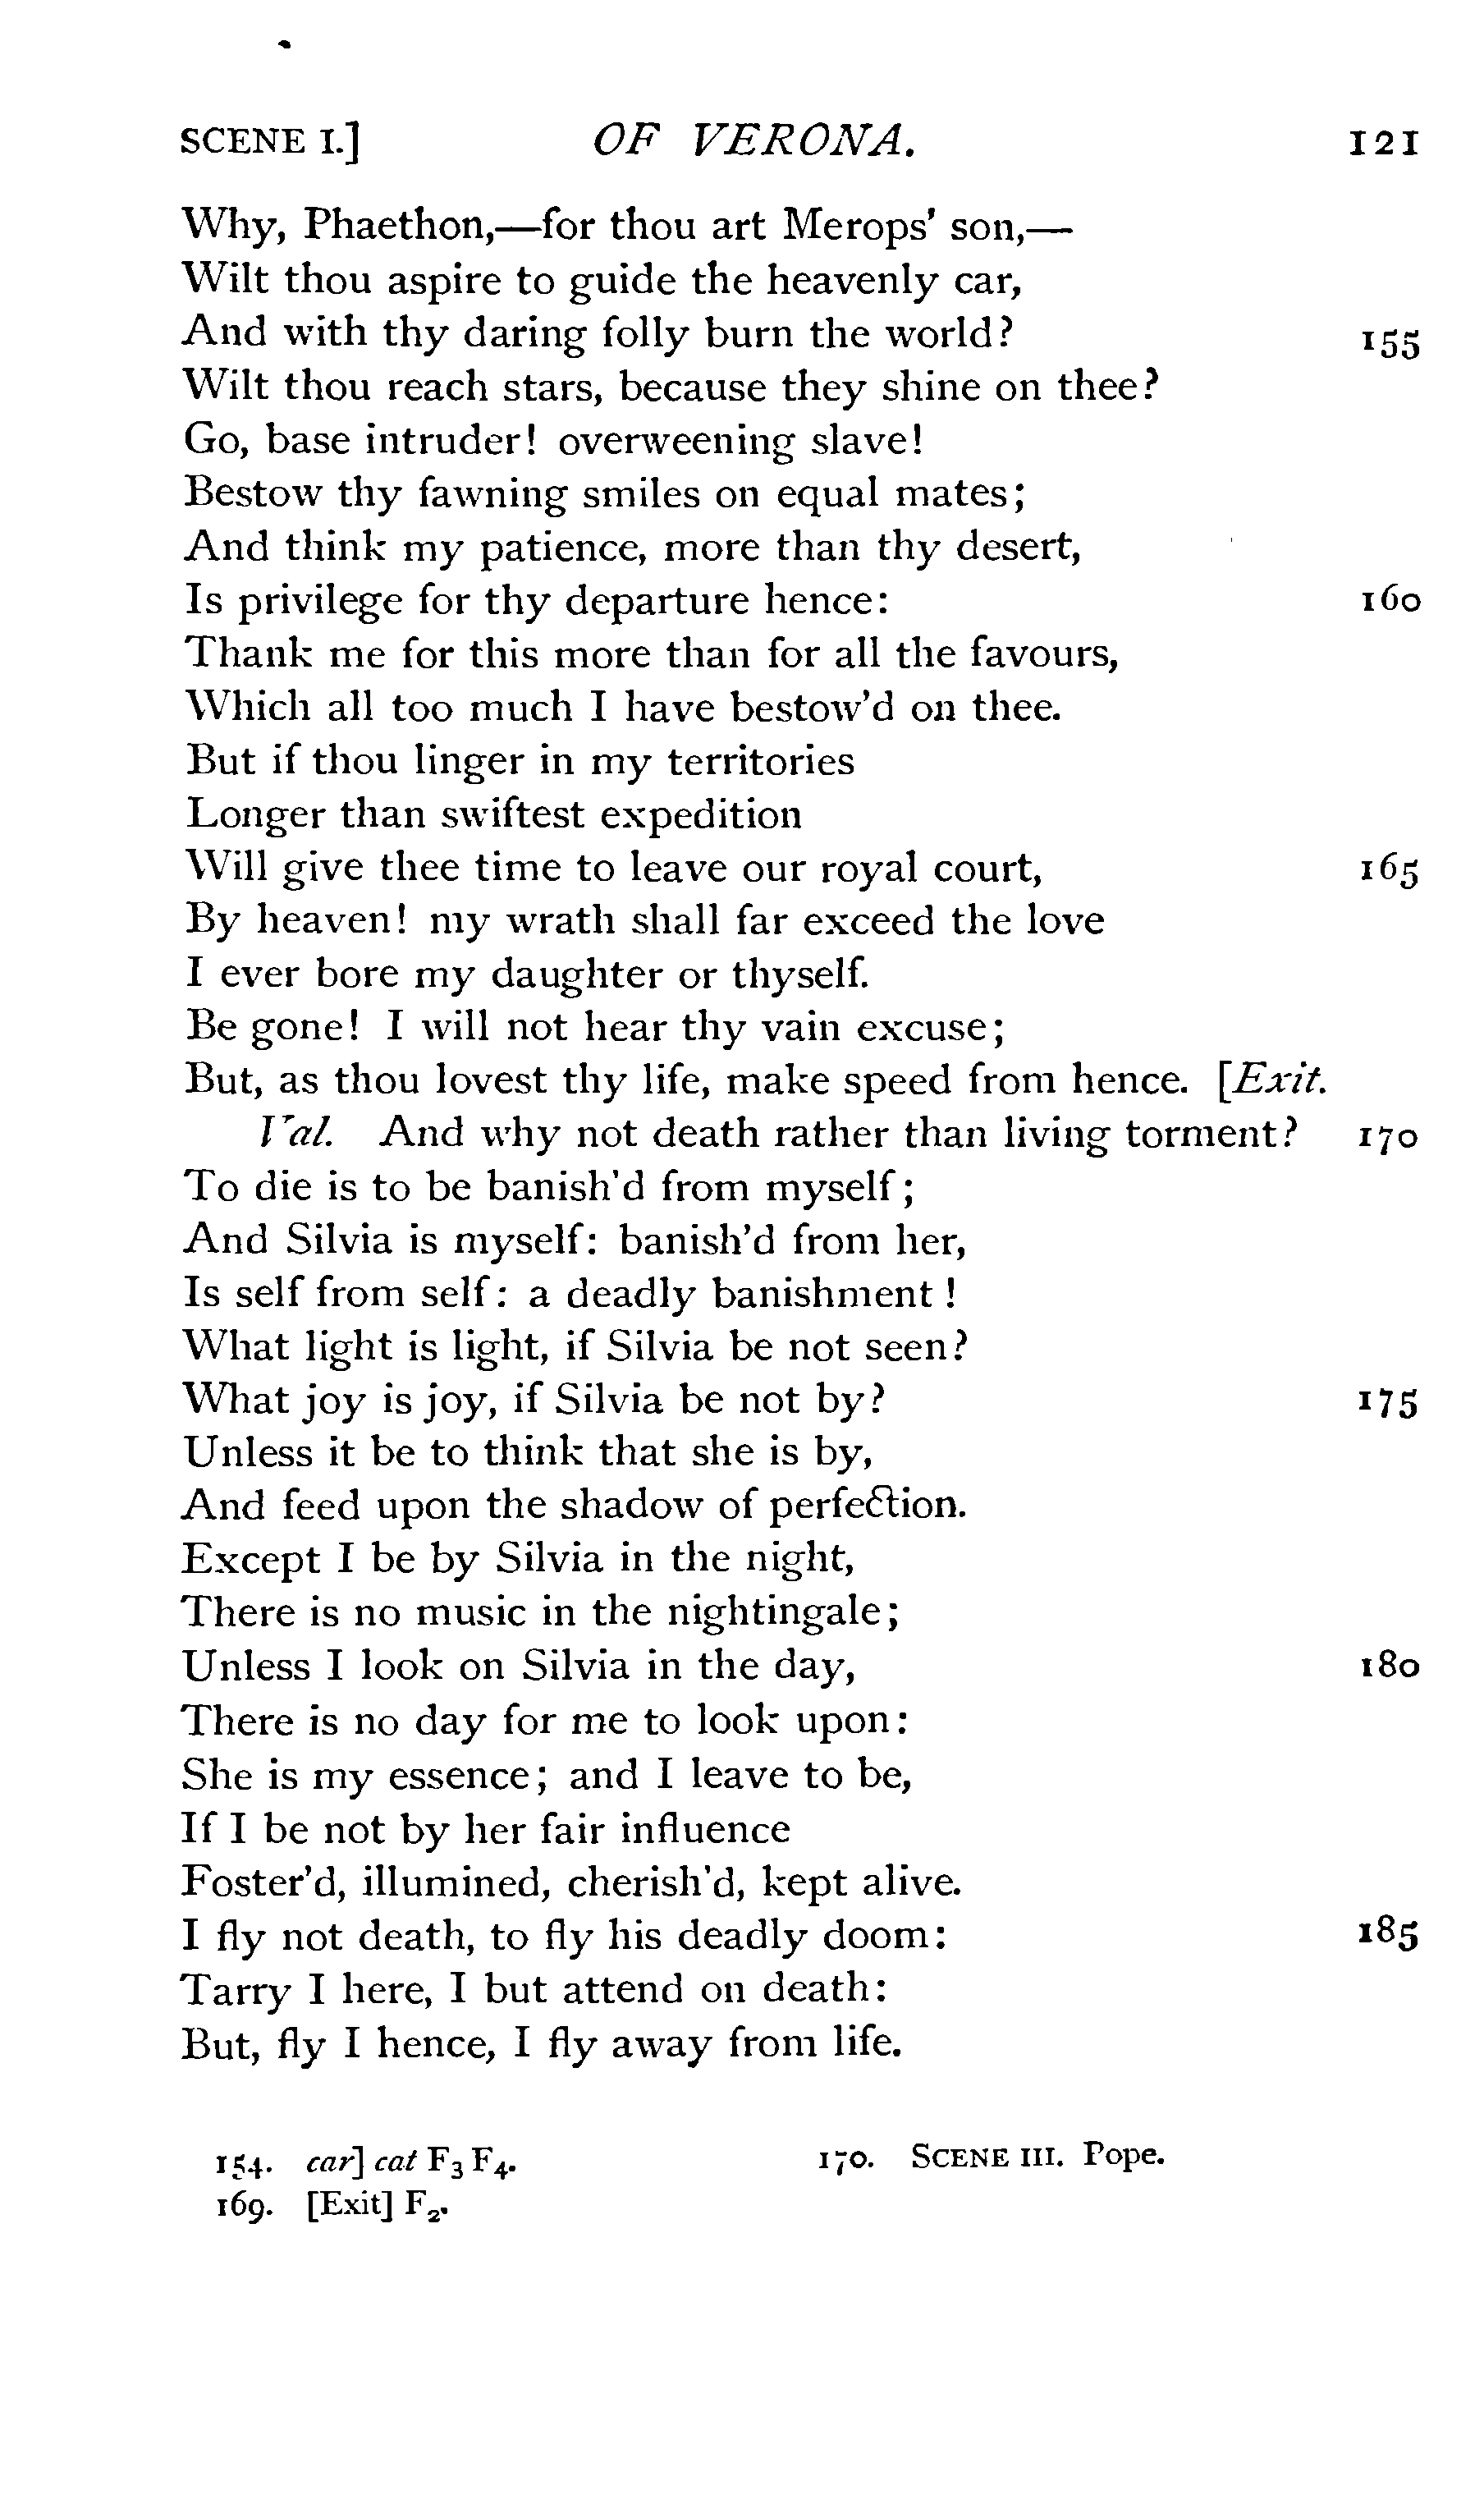 SCENE I.] OF VERONA. 121
Why, Phaethon,—for thou art Merops' son,—
Wilt thou aspire to guide the heavenly car,
And with thy daring folly burn the world? 155
Wilt thou reach stars, because they shine on thee?
Go, base intruder! overweening slave!
Bestow thy fawning smiles on equal mates;
And think my patience, more than thy desert,
Is privilege for thy departure hence: 160
Thank me for this more than for all the favours,
Which all too much I have bestow'd on thee.
But if thou linger in my territories
Longer than swiftest expedition
Will give thee time to leave our royal court, 165
By heaven! my wrath shall far exceed the love
I ever bore my daughter or thyself.
Be gone! I will not hear thy vain excuse;
But, as thou lovest thy life, make speed from hence. [Exit.
Val. And why not death rather than living torment? 170
To die is to be banish'd from myself;
And Silvia is myself: banish'd from her,
Is self from self: a deadly banishment!
What light is light, if Silvia be not seen?
What joy is joy, if Silvia be not by? 175
Unless it be to think that she is by,
And feed upon the shadow of perfection.
Except I be by Silvia in the night,
There is no music in the nightingale;
Unless I look on Silvia in the day, 180
There is no day for me to look upon:
She is my essence; and I leave to be,
If I be not by her fair influence
Foster'd, illumined, cherish'd, kept alive.
I fly not death, to fly his deadly doom: 185
Tarry I here, I but attend on death:
But, fly I hence, I fly away from life.
154. car] cat F3 F4. 170. SCENE III. Pope.
169. [Exit] F2.